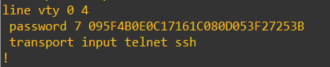 line vty 0 4
password 7 095F4B0E0C17161C080D053F27253B
transport input telnet ssh
!